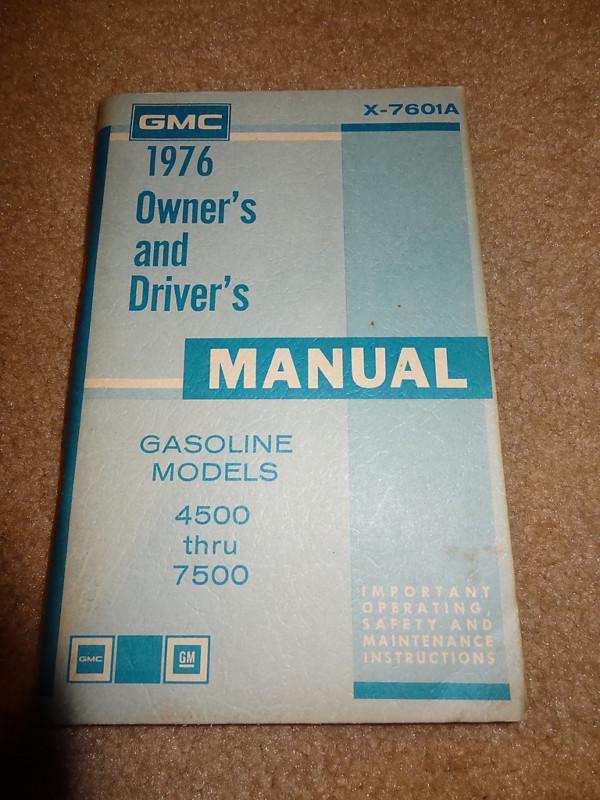 GMC
X-7601A
1976
Owner's
and
Driver's
MANUAL
GASOLINE
MODELS
4500
thru
7500
IMPORTANT
OPERATING,
SAFETY AND
MAINTENANCE
INSTRUCTIONS
GMC
GM